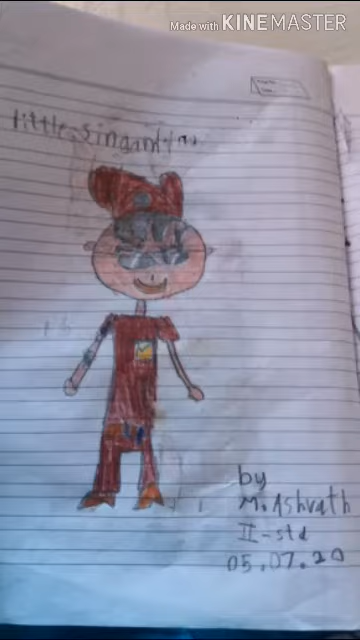 Made with KINEMASTER
little singam
by
M. Ashvath
II-std
05.07.20